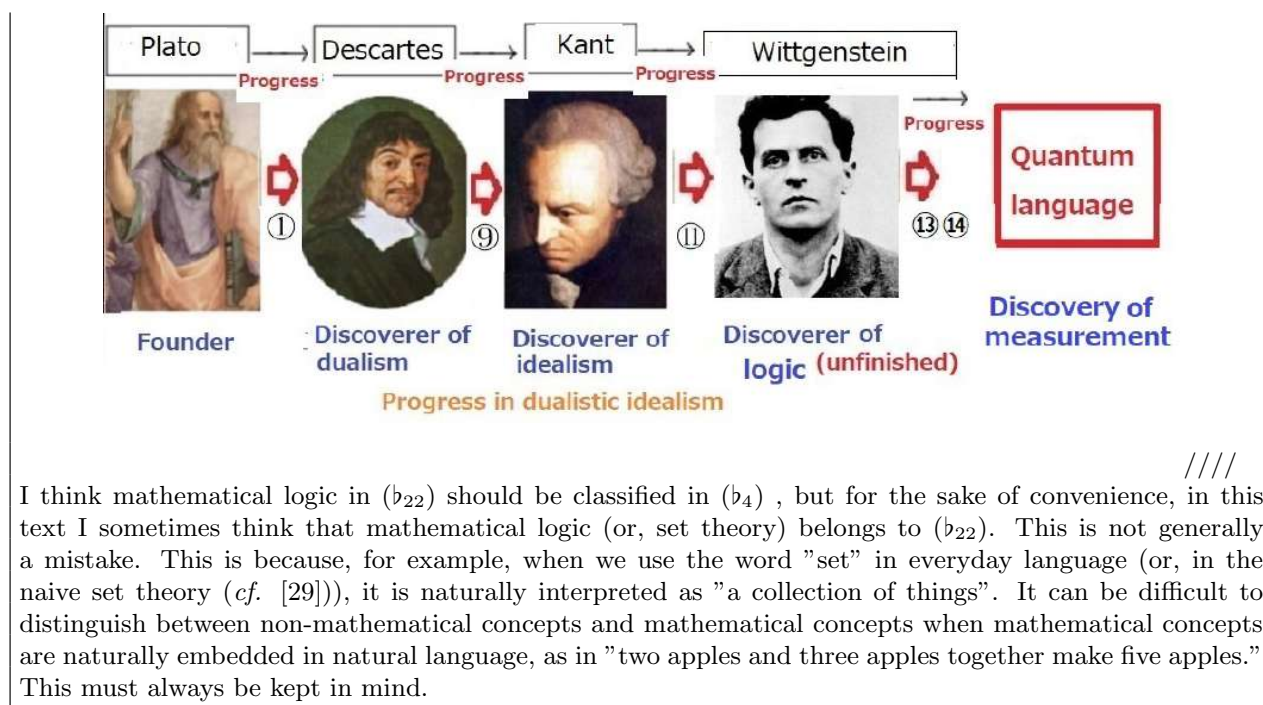 Plato
Descartes
Kant
Wittgenstein
Progress
Progress
Progress
Progress
Quantum
language
①
⑨
⑪
⑬ ⑭
Founder
Discoverer of
dualism
Discoverer of
idealism
Discoverer of
logic (unfinished)
Discovery of
measurement
Progress in dualistic idealism
////
I think mathematical logic in (♭₂₂) should be classified in (♭₄) , but for the sake of convenience, in this
text I sometimes think that mathematical logic (or, set theory) belongs to (♭₂₂). This is not generally
a mistake. This is because, for example, when we use the word ”set” in everyday language (or, in the
naive set theory (cf. [29])), it is naturally interpreted as ”a collection of things”. It can be difficult to
distinguish between non-mathematical concepts and mathematical concepts when mathematical concepts
are naturally embedded in natural language, as in ”two apples and three apples together make five apples.”
This must always be kept in mind.